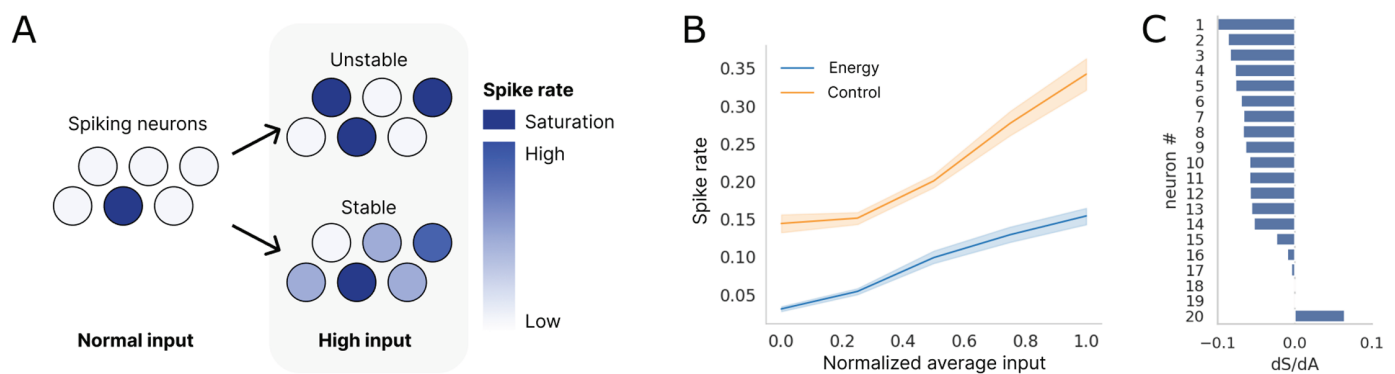 A
Unstable
Spiking neurons
Stable
Normal input
High input
Spike rate
Saturation
High
Low
B
Energy
Control
Spike rate
0.35
0.30
0.25
0.20
0.15
0.10
0.05
0.0 0.2 0.4 0.6 0.8 1.0
Normalized average input
C
neuron #
1
2
3
4
5
6
7
8
9
10
11
12
13
14
15
16
17
18
19
20
−0.1 0.0 0.1
dS/dA